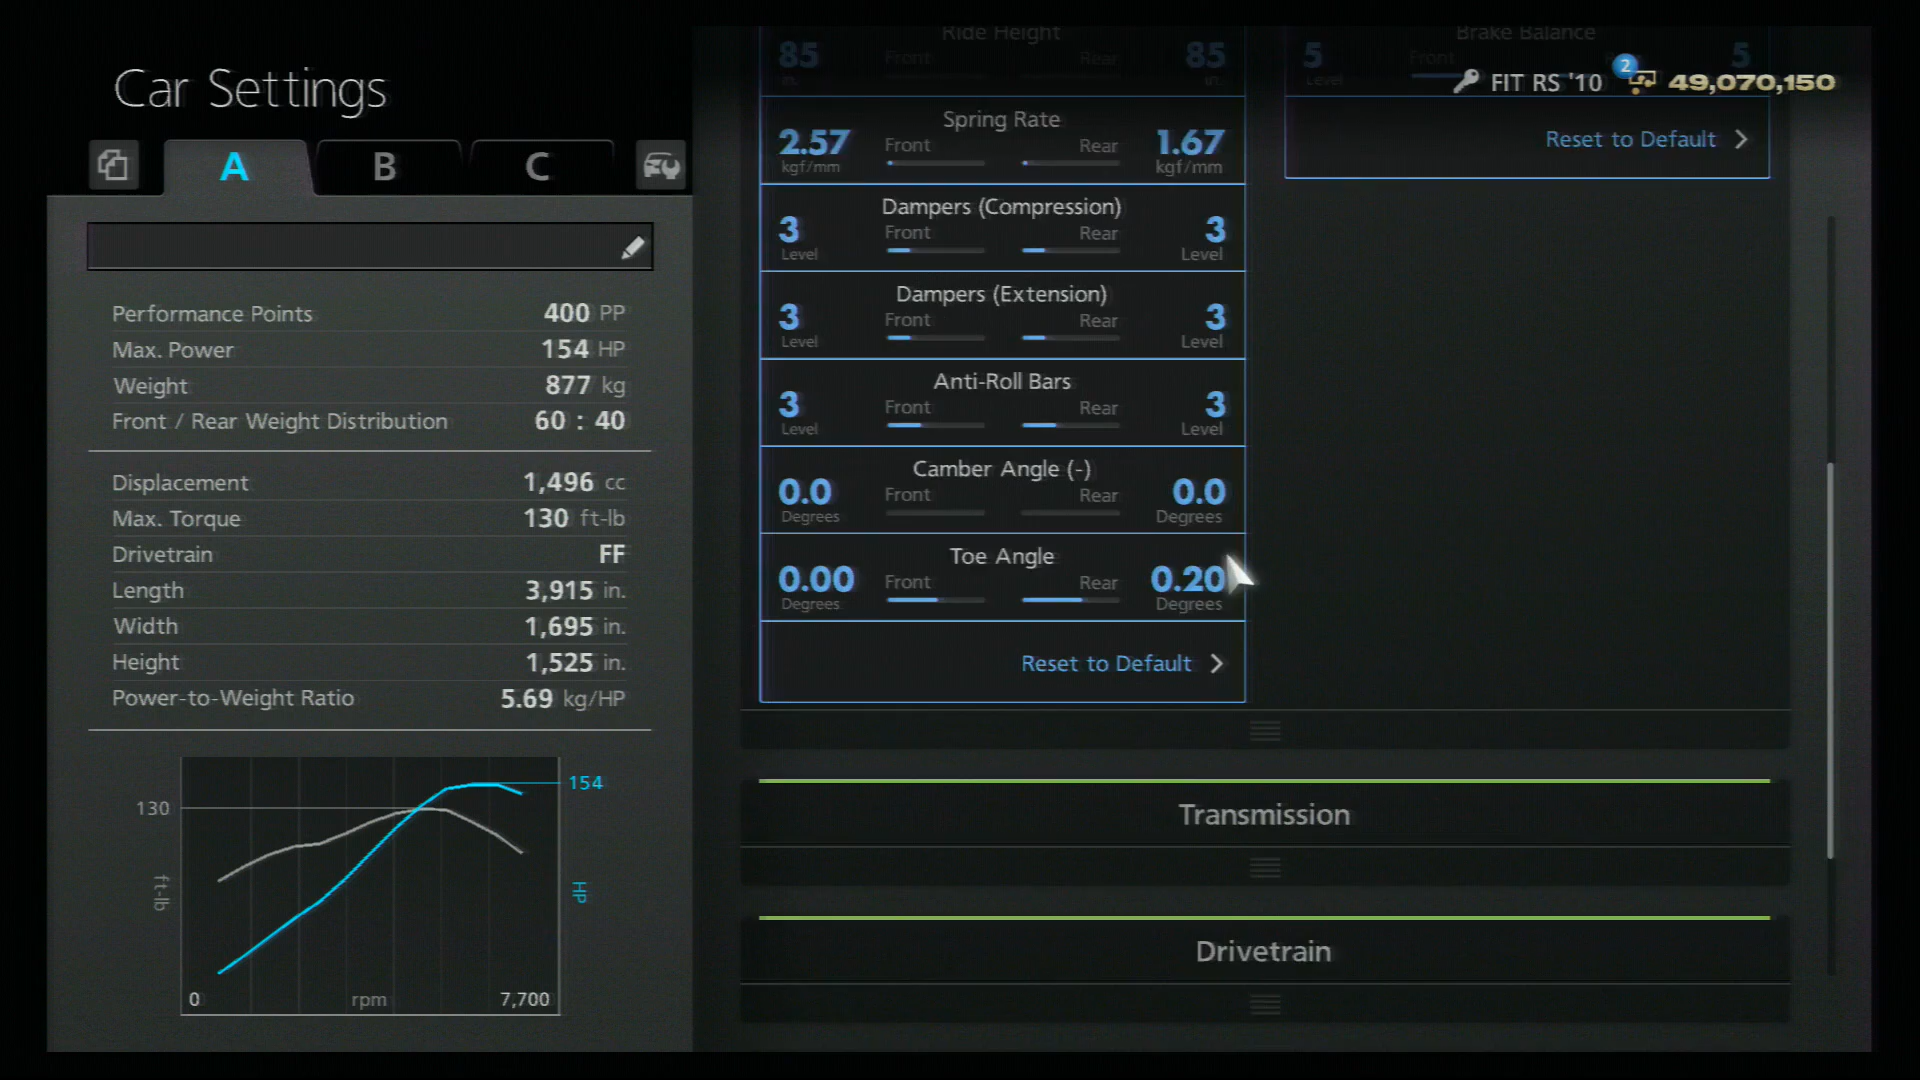 Car Settings
A B C
Performance Points 400 PP
Max. Power 154 HP
Weight 877 kg
Front / Rear Weight Distribution 60 : 40
Displacement 1,496 cc
Max. Torque 130 ft-lb
Drivetrain FF
Length 3,915 in.
Width 1,695 in.
Height 1,525 in.
Power-to-Weight Ratio 5.69 kg/HP
154
130
ft-lb
HP
0 rpm 7,700
Ride Height
85 Front Rear 85
in. in.
Spring Rate
2.57 Front Rear 1.67
kgf/mm kgf/mm
Dampers (Compression)
3 Front Rear 3
Level Level
Dampers (Extension)
3 Front Rear 3
Level Level
Anti-Roll Bars
3 Front Rear 3
Level Level
Camber Angle (-)
0.0 Front Rear 0.0
Degrees Degrees
Toe Angle
0.00 Front Rear 0.20
Degrees Degrees
Reset to Default
Brake Balance
5 Front 5
Level
2
FIT RS '10 49,070,150
Reset to Default
Transmission
Drivetrain